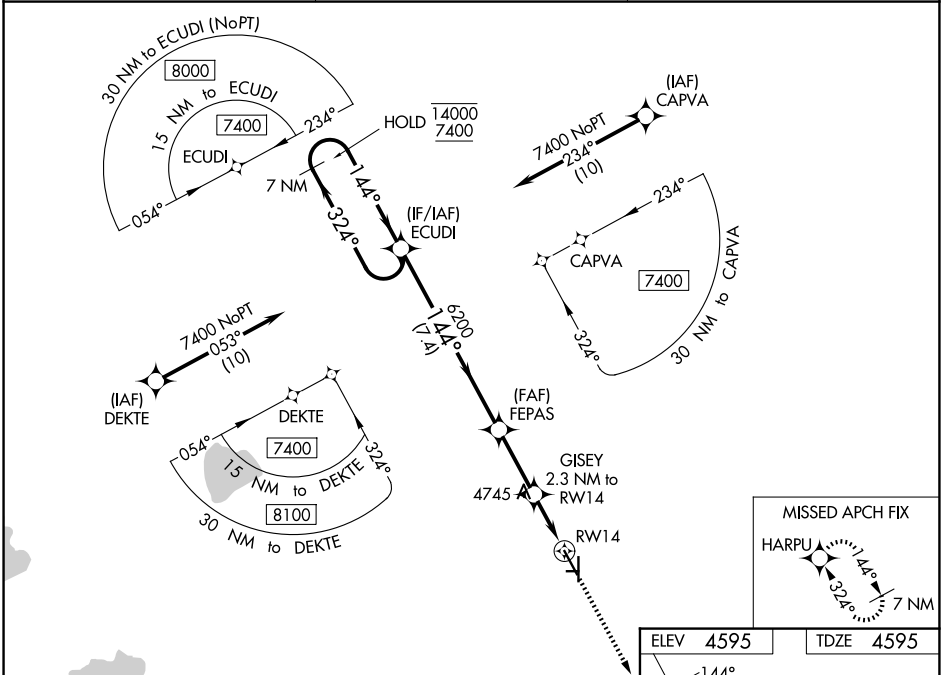 30 NM to ECUDI (NoPT)
8000
15 NM to ECUDI
7400
234°
ECUDI
054°
HOLD 14000
7400
7 NM
144°
324°
(IF/IAF)
ECUDI
(IAF)
CAPVA
7400 NoPT
234°
(10)
234°
CAPVA
7400
324°
30 NM to CAPVA
6200
144°
(7.4)
7400 NoPT
053°
(10)
(IAF)
DEKTE
DEKTE
054°
7400
324°
15 NM to DEKTE
8100
30 NM to DEKTE
(FAF)
FEPAS
GISEY
2.3 NM to
RW14
4745
RW14
MISSED APCH FIX
HARPU
144°
324°
7 NM
ELEV 4595
TDZE 4595
144°